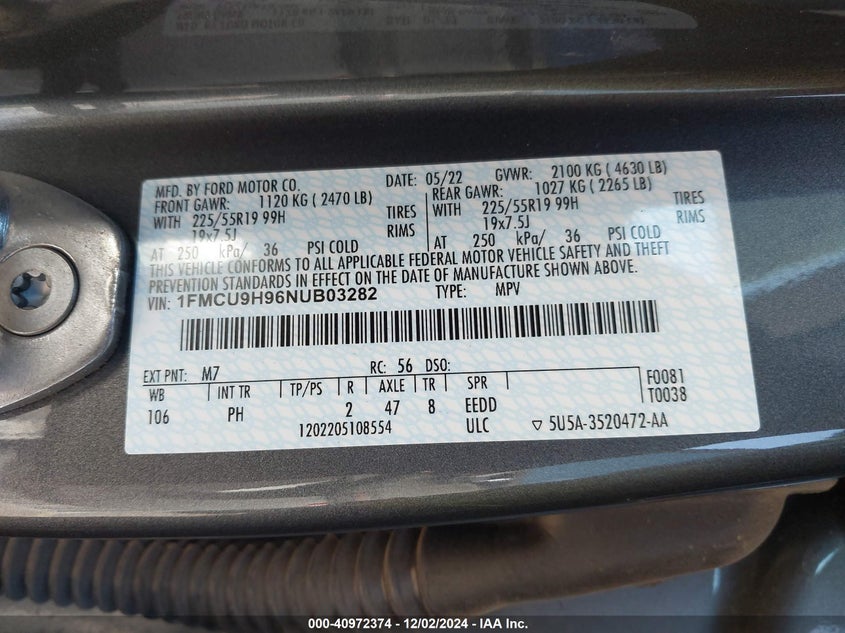 MFD. BY FORD MOTOR CO. DATE: 05/22 GVWR: 2100 KG ( 4630 LB)
FRONT GAWR: 1120 KG ( 2470 LB) REAR GAWR: 1027 KG ( 2265 LB)
WITH 225/55R19 99H TIRES WITH 225/55R19 99H TIRES
19x7.5J RIMS 19x7.5J RIMS
AT 250 kPa/ 36 PSI COLD AT 250 kPa/ 36 PSI COLD
THIS VEHICLE CONFORMS TO ALL APPLICABLE FEDERAL MOTOR VEHICLE SAFETY AND THEFT
PREVENTION STANDARDS IN EFFECT ON THE DATE OF MANUFACTURE SHOWN ABOVE.
VIN: 1FMCU9H96NUB03282 TYPE: MPV
EXT PNT: M7 RC: 56 DSO: F0081
WB INT TR TP/PS R AXLE TR SPR T0038
106 PH 2 47 8 EEDD
1202205108554 ULC ▽ 5U5A-3520472-AA
000-40972374 - 12/02/2024 - IAA Inc.